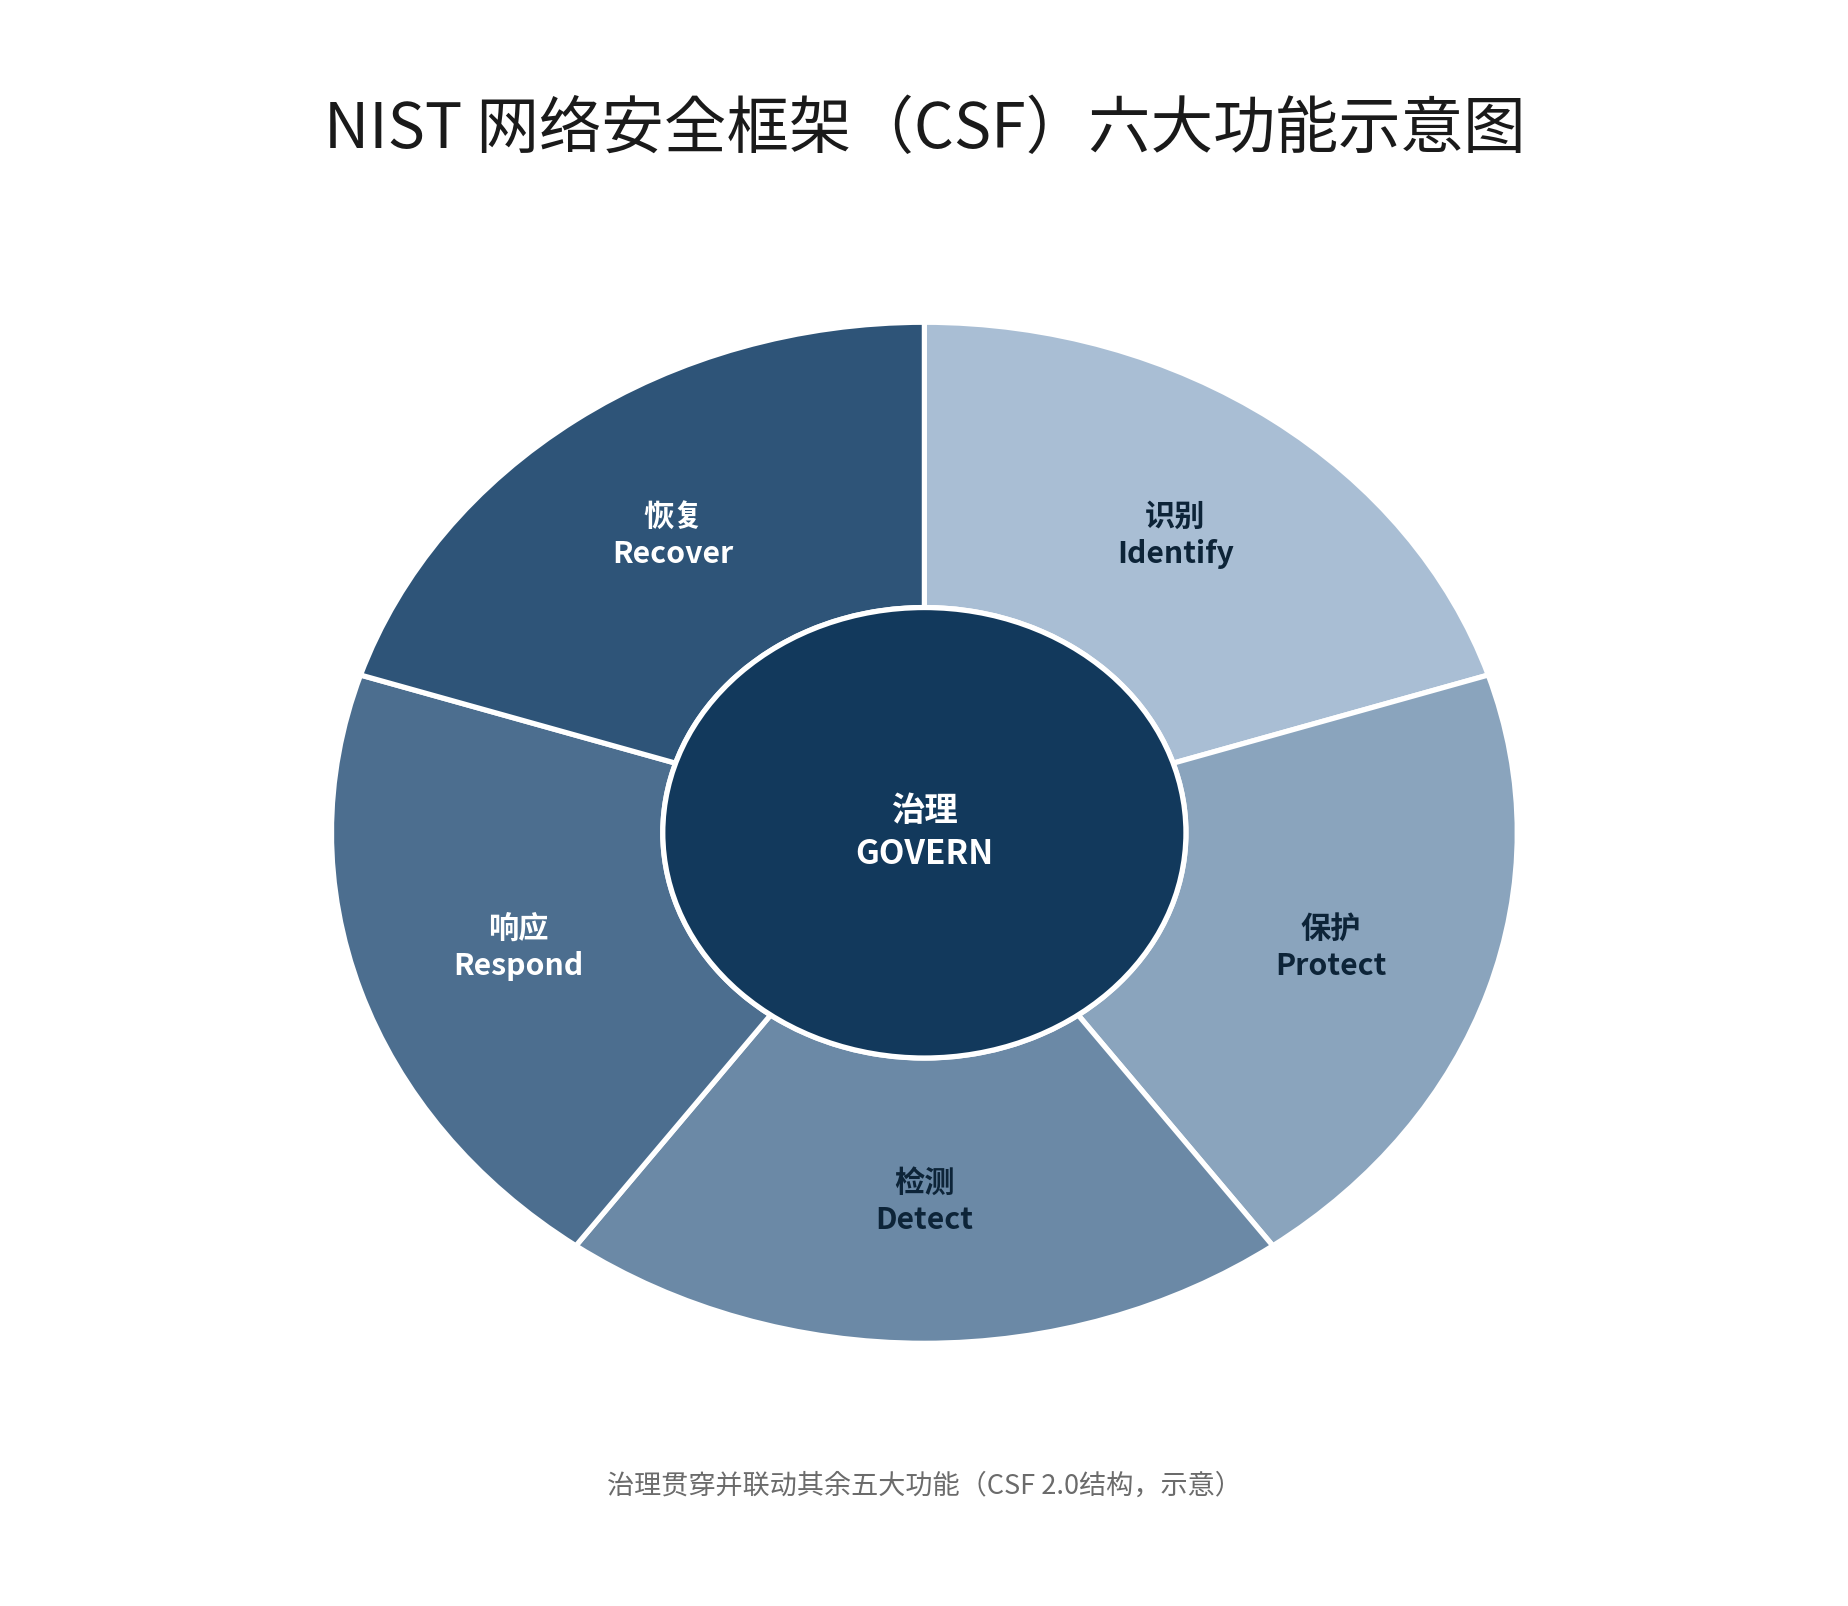 NIST 网络安全框架（CSF）六大功能示意图
恢复
Recover
识别
Identify
治理
GOVERN
响应
Respond
保护
Protect
检测
Detect
治理贯穿并联动其余五大功能（CSF 2.0结构，示意）